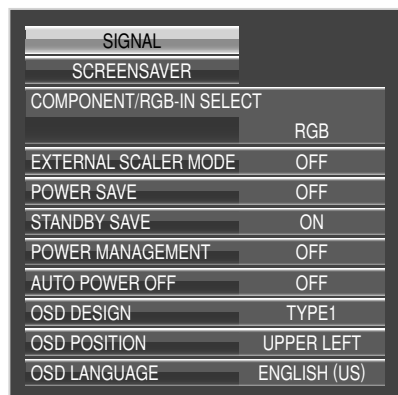 SIGNAL
SCREENSAVER
COMPONENT/RGB-IN SELECT
RGB
EXTERNAL SCALER MODE OFF
POWER SAVE OFF
STANDBY SAVE ON
POWER MANAGEMENT OFF
AUTO POWER OFF OFF
OSD DESIGN TYPE1
OSD POSITION UPPER LEFT
OSD LANGUAGE ENGLISH (US)